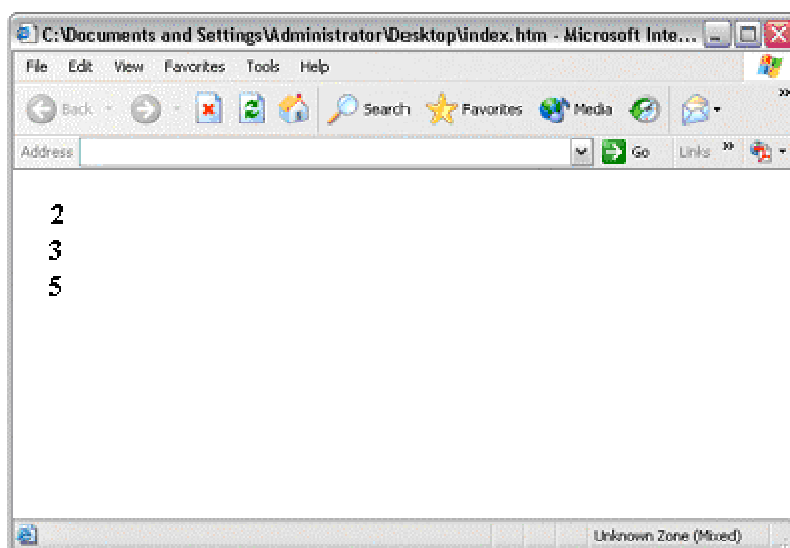 C:\Documents and Settings\Administrator\Desktop\index.htm - Microsoft Inte...
File Edit View Favorites Tools Help
Back Search Favorites Media »
Address Go Links »
2
3
5
Unknown Zone (Mixed)